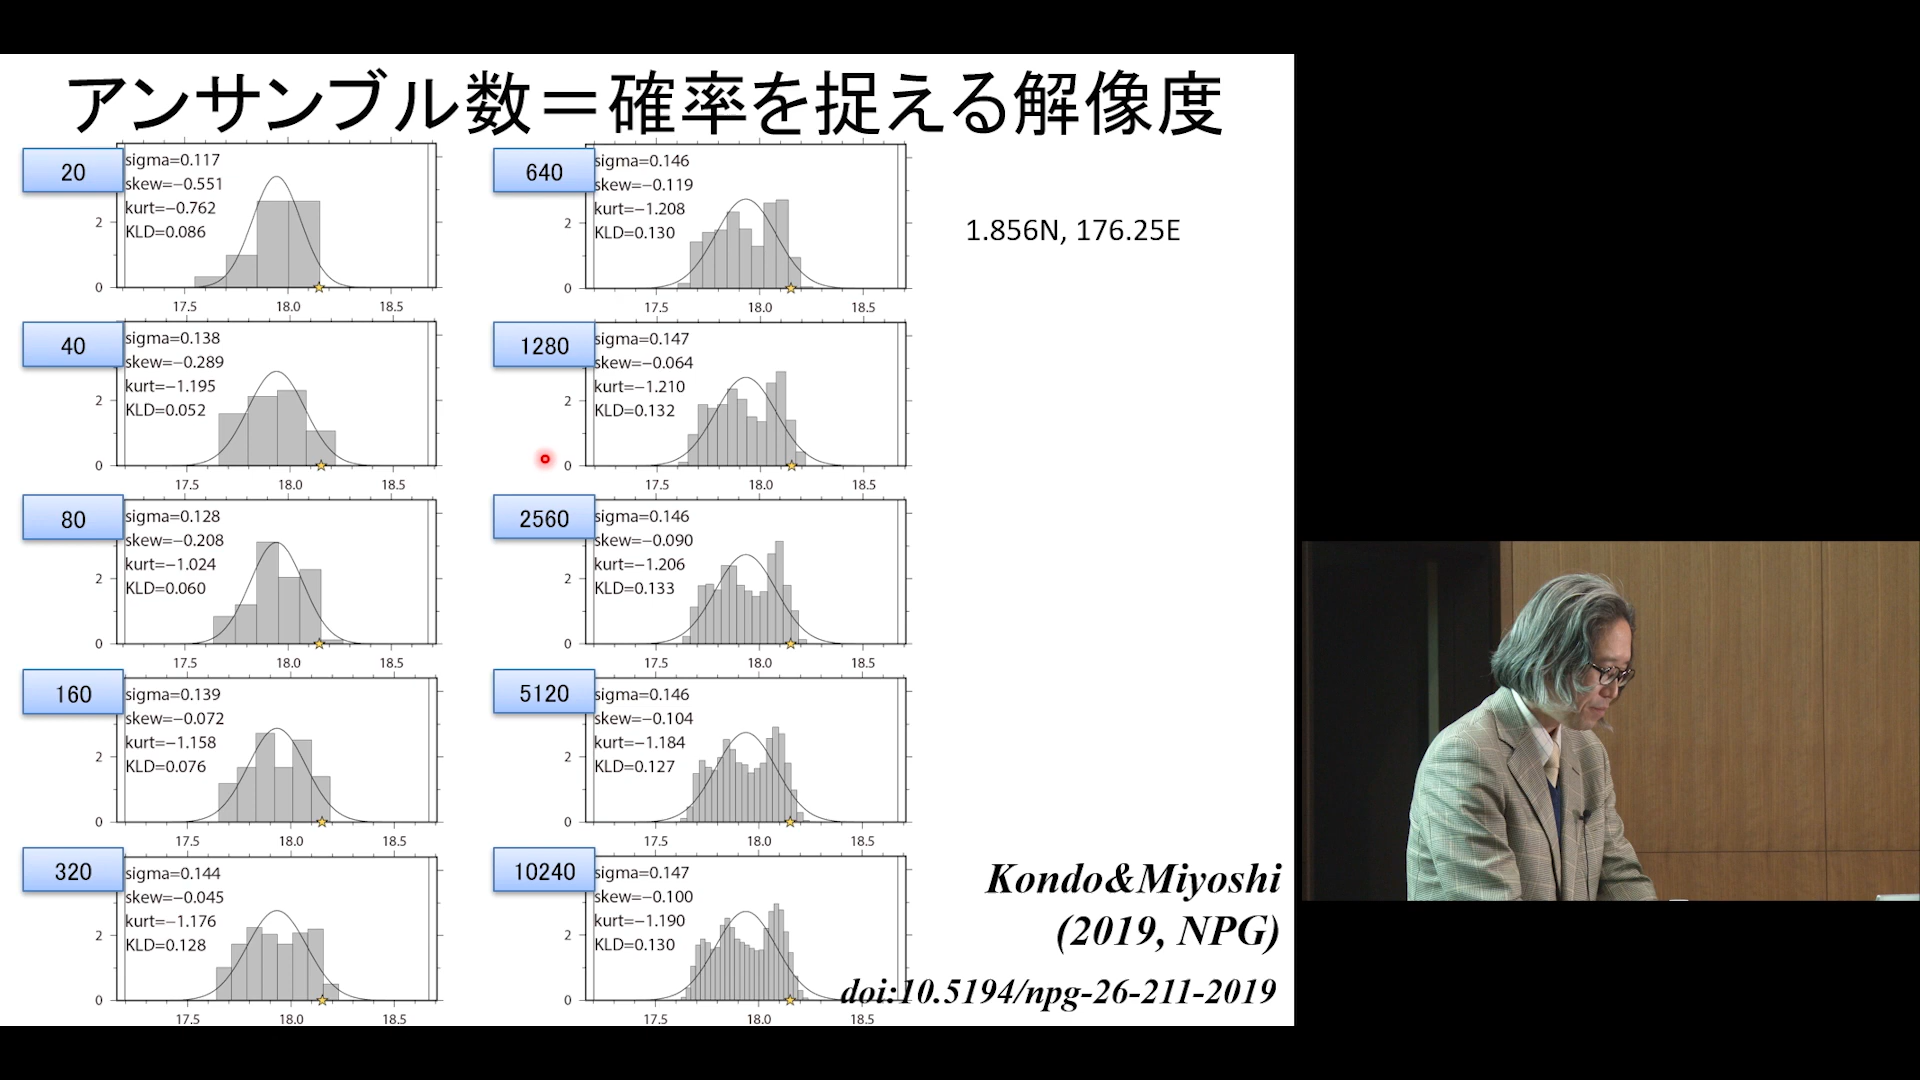 アンサンブル数＝確率を捉える解像度
20
sigma=0.117
skew=−0.551
kurt=−0.762
KLD=0.086
2
0
17.5 18.0 18.5
40
sigma=0.138
skew=−0.289
kurt=−1.195
KLD=0.052
2
0
17.5 18.0 18.5
80
sigma=0.128
skew=−0.208
kurt=−1.024
KLD=0.060
2
0
17.5 18.0 18.5
160
sigma=0.139
skew=−0.072
kurt=−1.158
KLD=0.076
2
0
17.5 18.0 18.5
320
sigma=0.144
skew=−0.045
kurt=−1.176
KLD=0.128
2
0
17.5 18.0 18.5
640
sigma=0.146
skew=−0.119
kurt=−1.208
KLD=0.130
2
0
17.5 18.0 18.5
1280
sigma=0.147
skew=−0.064
kurt=−1.210
KLD=0.132
2
0
17.5 18.0 18.5
2560
sigma=0.146
skew=−0.090
kurt=−1.206
KLD=0.133
2
0
17.5 18.0 18.5
5120
sigma=0.146
skew=−0.104
kurt=−1.184
KLD=0.127
2
0
17.5 18.0 18.5
10240
sigma=0.147
skew=−0.100
kurt=−1.190
KLD=0.130
2
0
17.5 18.0 18.5
1.856N, 176.25E
Kondo&Miyoshi
(2019, NPG)
doi:10.5194/npg-26-211-2019